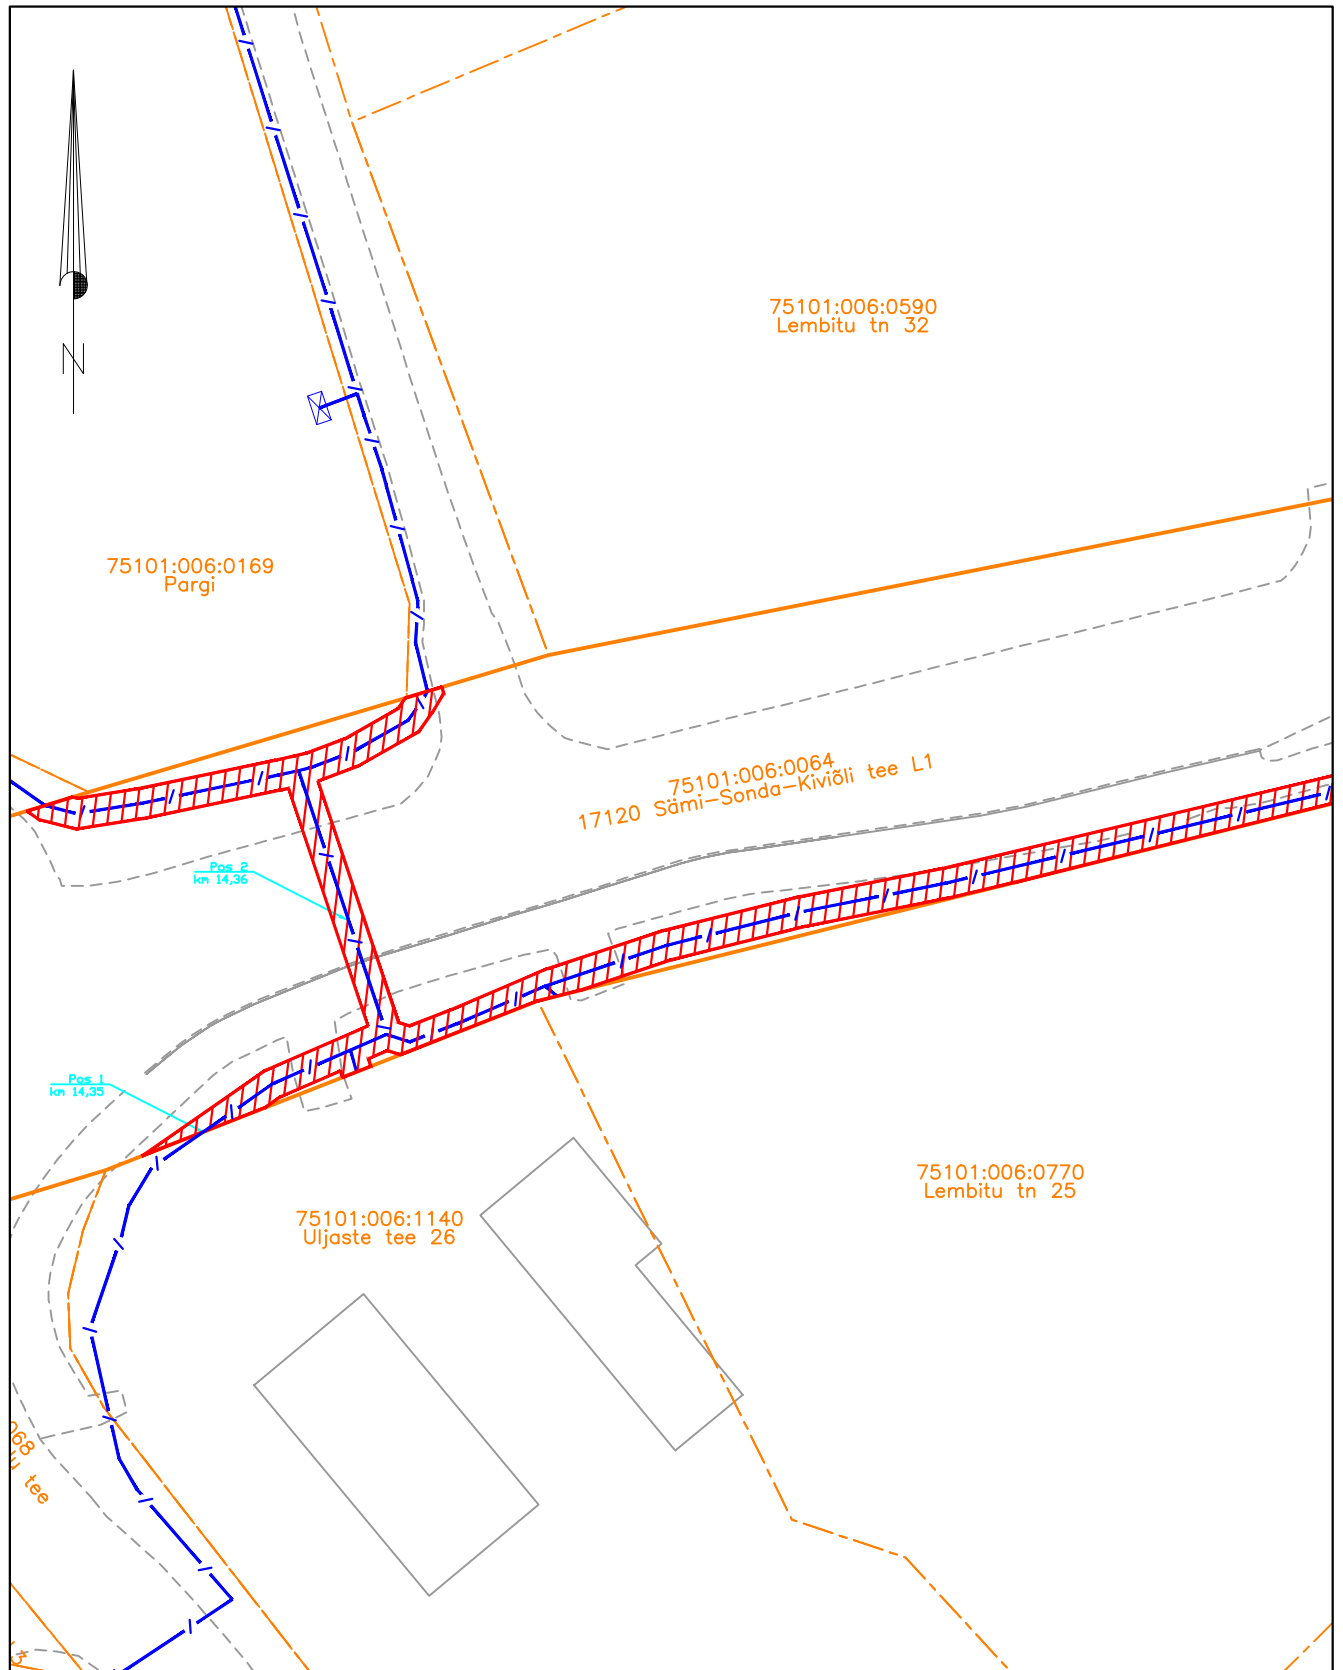 N
75101:006:0590
Lembitu tn 32
75101:006:0169
Pargi
75101:006:0064
17120 Sämi-Sonda-Kiviõli tee L1
Pos 2
km 14,36
Pos 1
km 14,35
75101:006:0770
Lembitu tn 25
75101:006:1140
Uljaste tee 26
068
tee